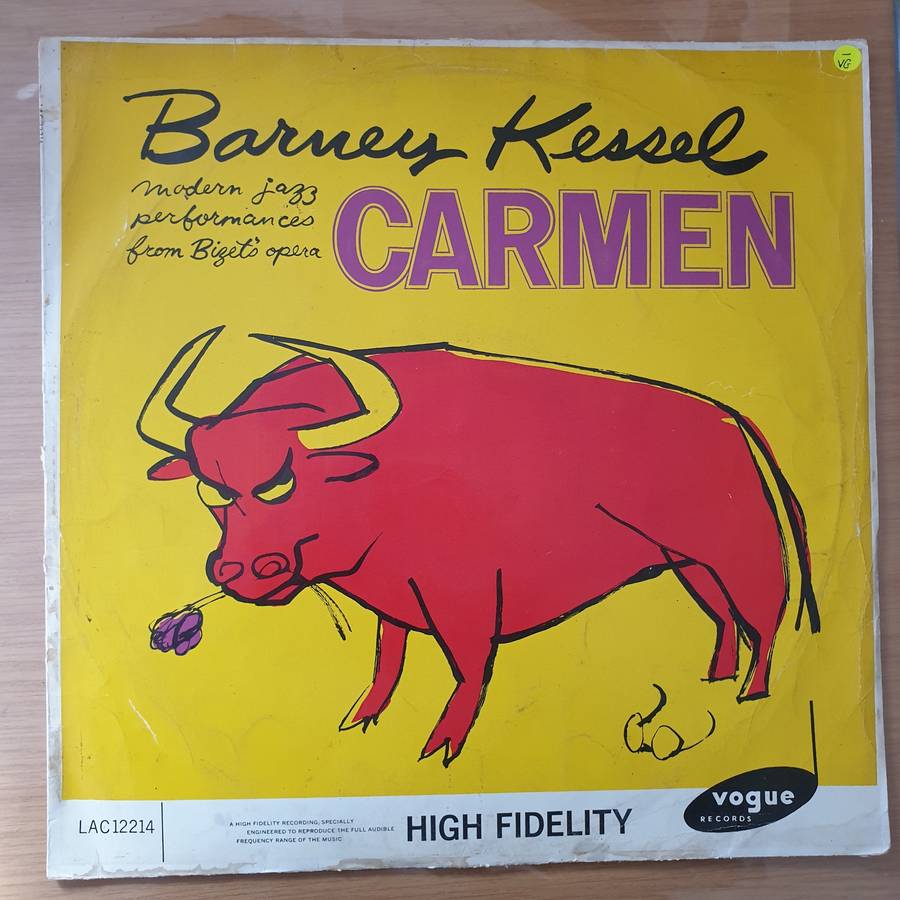 VG
Barney Kessel
modern jazz
performances
from Bizet's opera
CARMEN
LAC12214
A HIGH FIDELITY RECORDING, SPECIALLY
ENGINEERED TO REPRODUCE THE FULL AUDIBLE
FREQUENCY RANGE OF THE MUSIC
HIGH FIDELITY
vogue
RECORDS